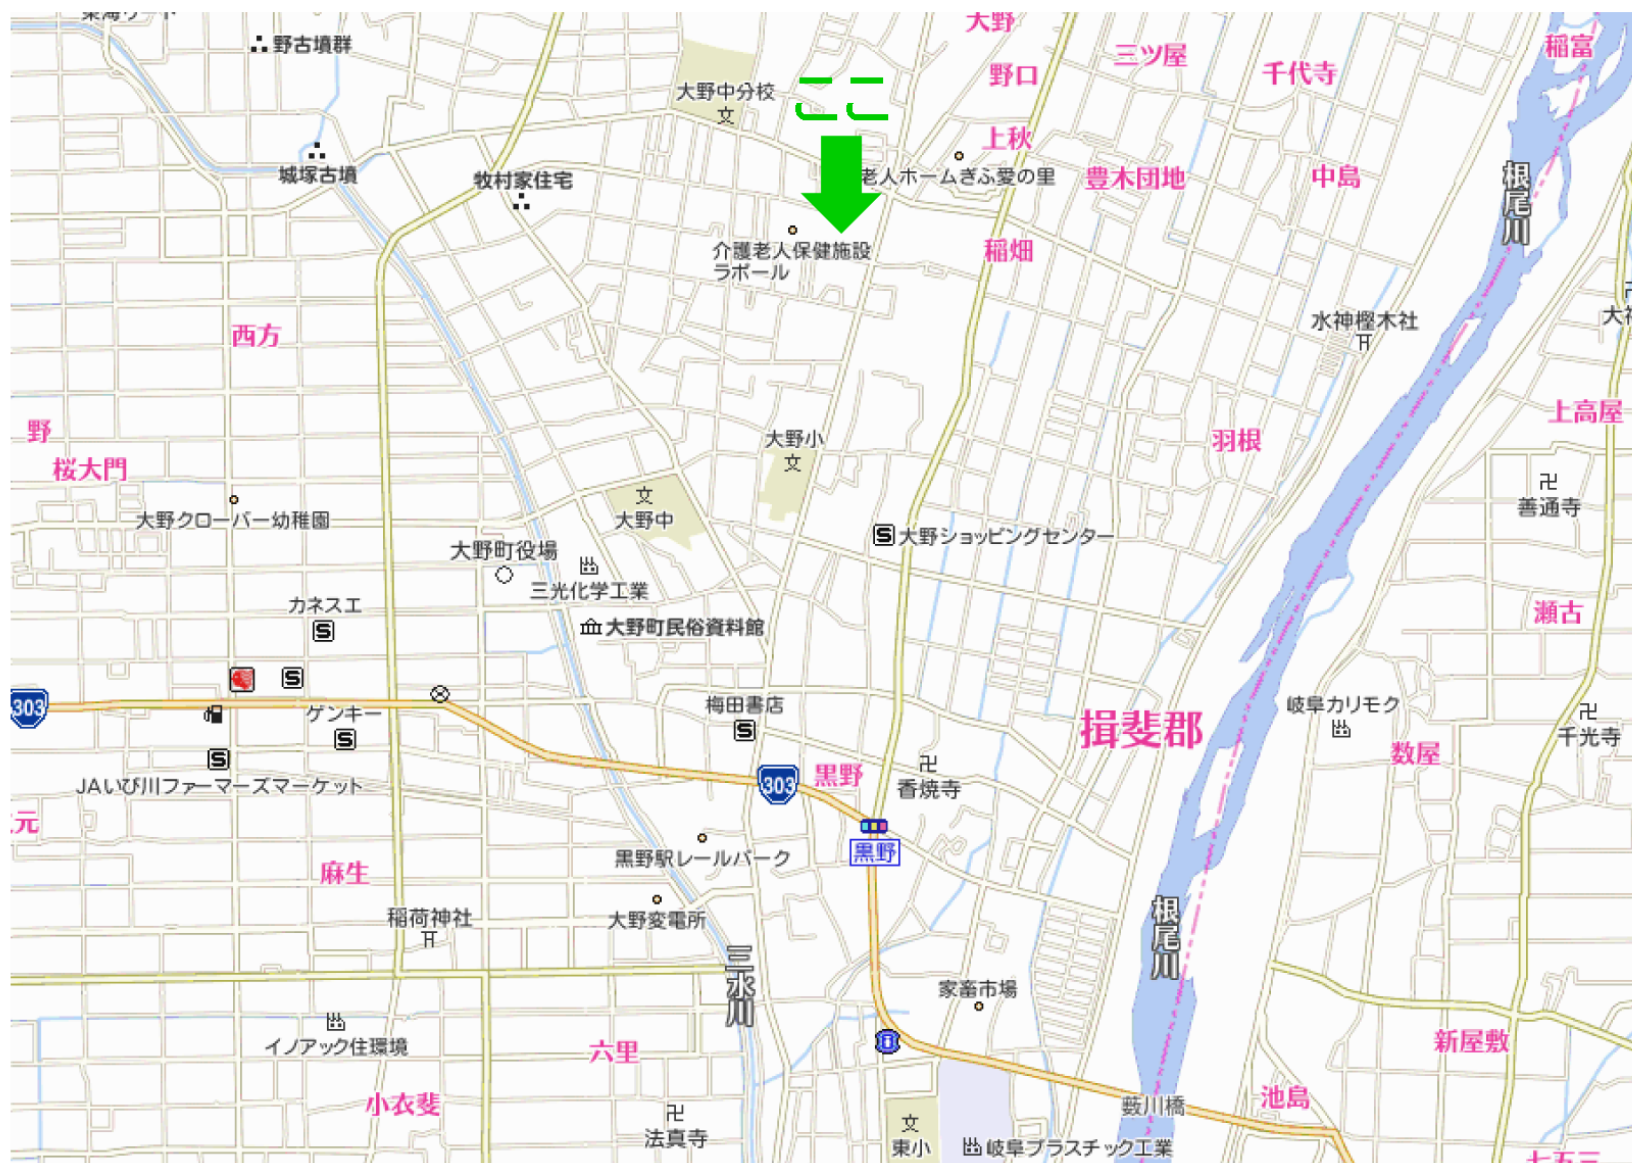 大野
稲富
野古墳群
三ツ屋
千代寺
野口
大野中分校
ここ
上秋
城塚古墳
牧村家住宅
老人ホームぎふ愛の里
豊木団地
中島
根尾川
介護老人保健施設
ラポール
稲畑
水神樫木社
西方
上高屋
野
大野小
羽根
桜大門
善通寺
大野クローバー幼稚園
大野中
大野ショッピングセンター
大野町役場
三光化学工業
カネスエ
瀬古
大野町民俗資料館
303
ゲンキー
梅田書店
岐阜カリモク
揖斐郡
千光寺
数屋
JAいび川ファーマーズマーケット
303
黒野
香焼寺
元
黒野
黒野駅レールパーク
麻生
稲荷神社
大野変電所
根尾川
三水川
家畜市場
イノアック住環境
六里
新屋敷
小衣斐
薮川橋
池島
法真寺
東小
岐阜プラスチック工業
七五三